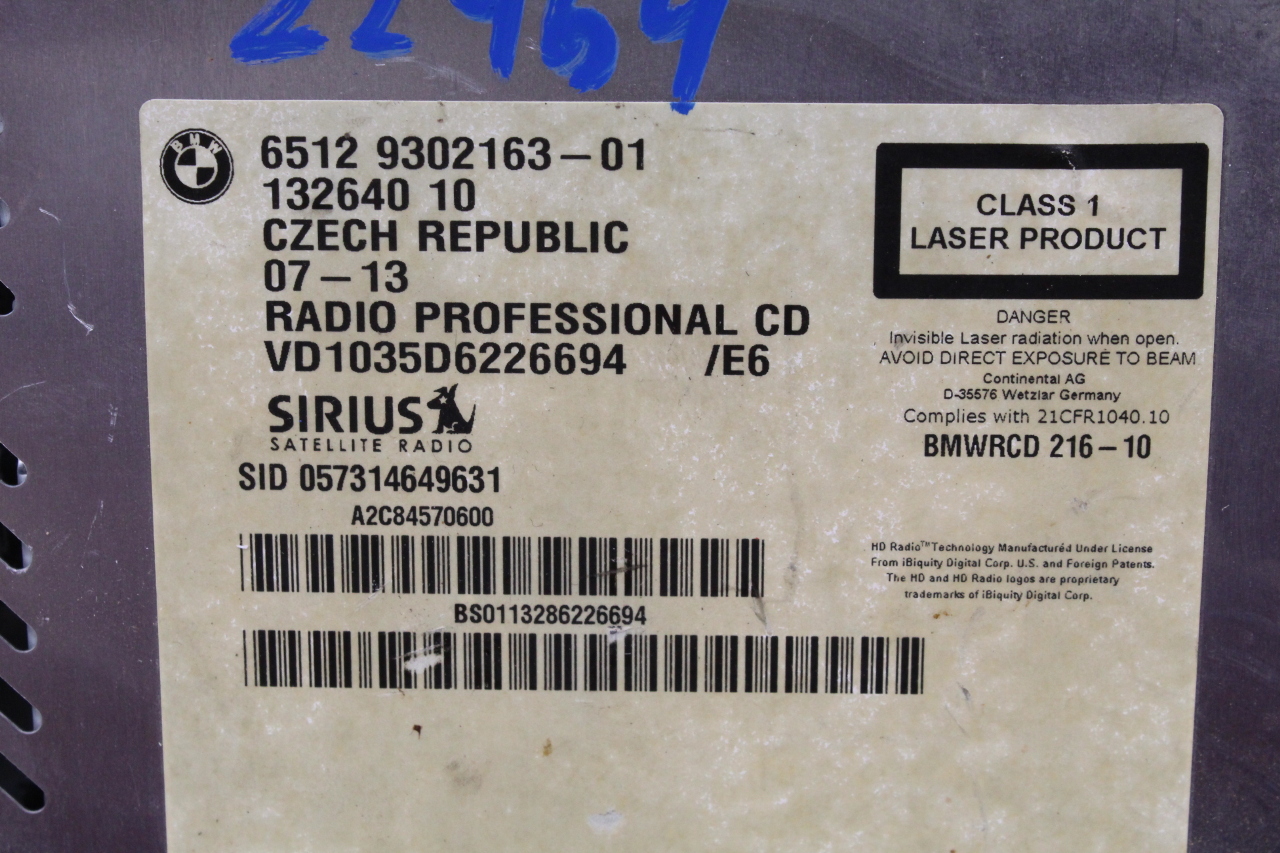 22964
BMW
6512 9302163-01
132640 10
CZECH REPUBLIC
07-13
RADIO PROFESSIONAL CD
VD1035D6226694 /E6
SIRIUS
SATELLITE RADIO
SID 057314649631
A2C84570600
BS0113286226694
CLASS 1
LASER PRODUCT
DANGER
Invisible Laser radiation when open.
AVOID DIRECT EXPOSURE TO BEAM
Continental AG
D-35576 Wetzlar Germany
Complies with 21CFR1040.10
BMWRCD 216-10
HD Radio™Technology Manufactured Under License
From iBiquity Digital Corp. U.S. and Foreign Patents.
The HD and HD Radio logos are proprietary
trademarks of iBiquity Digital Corp.